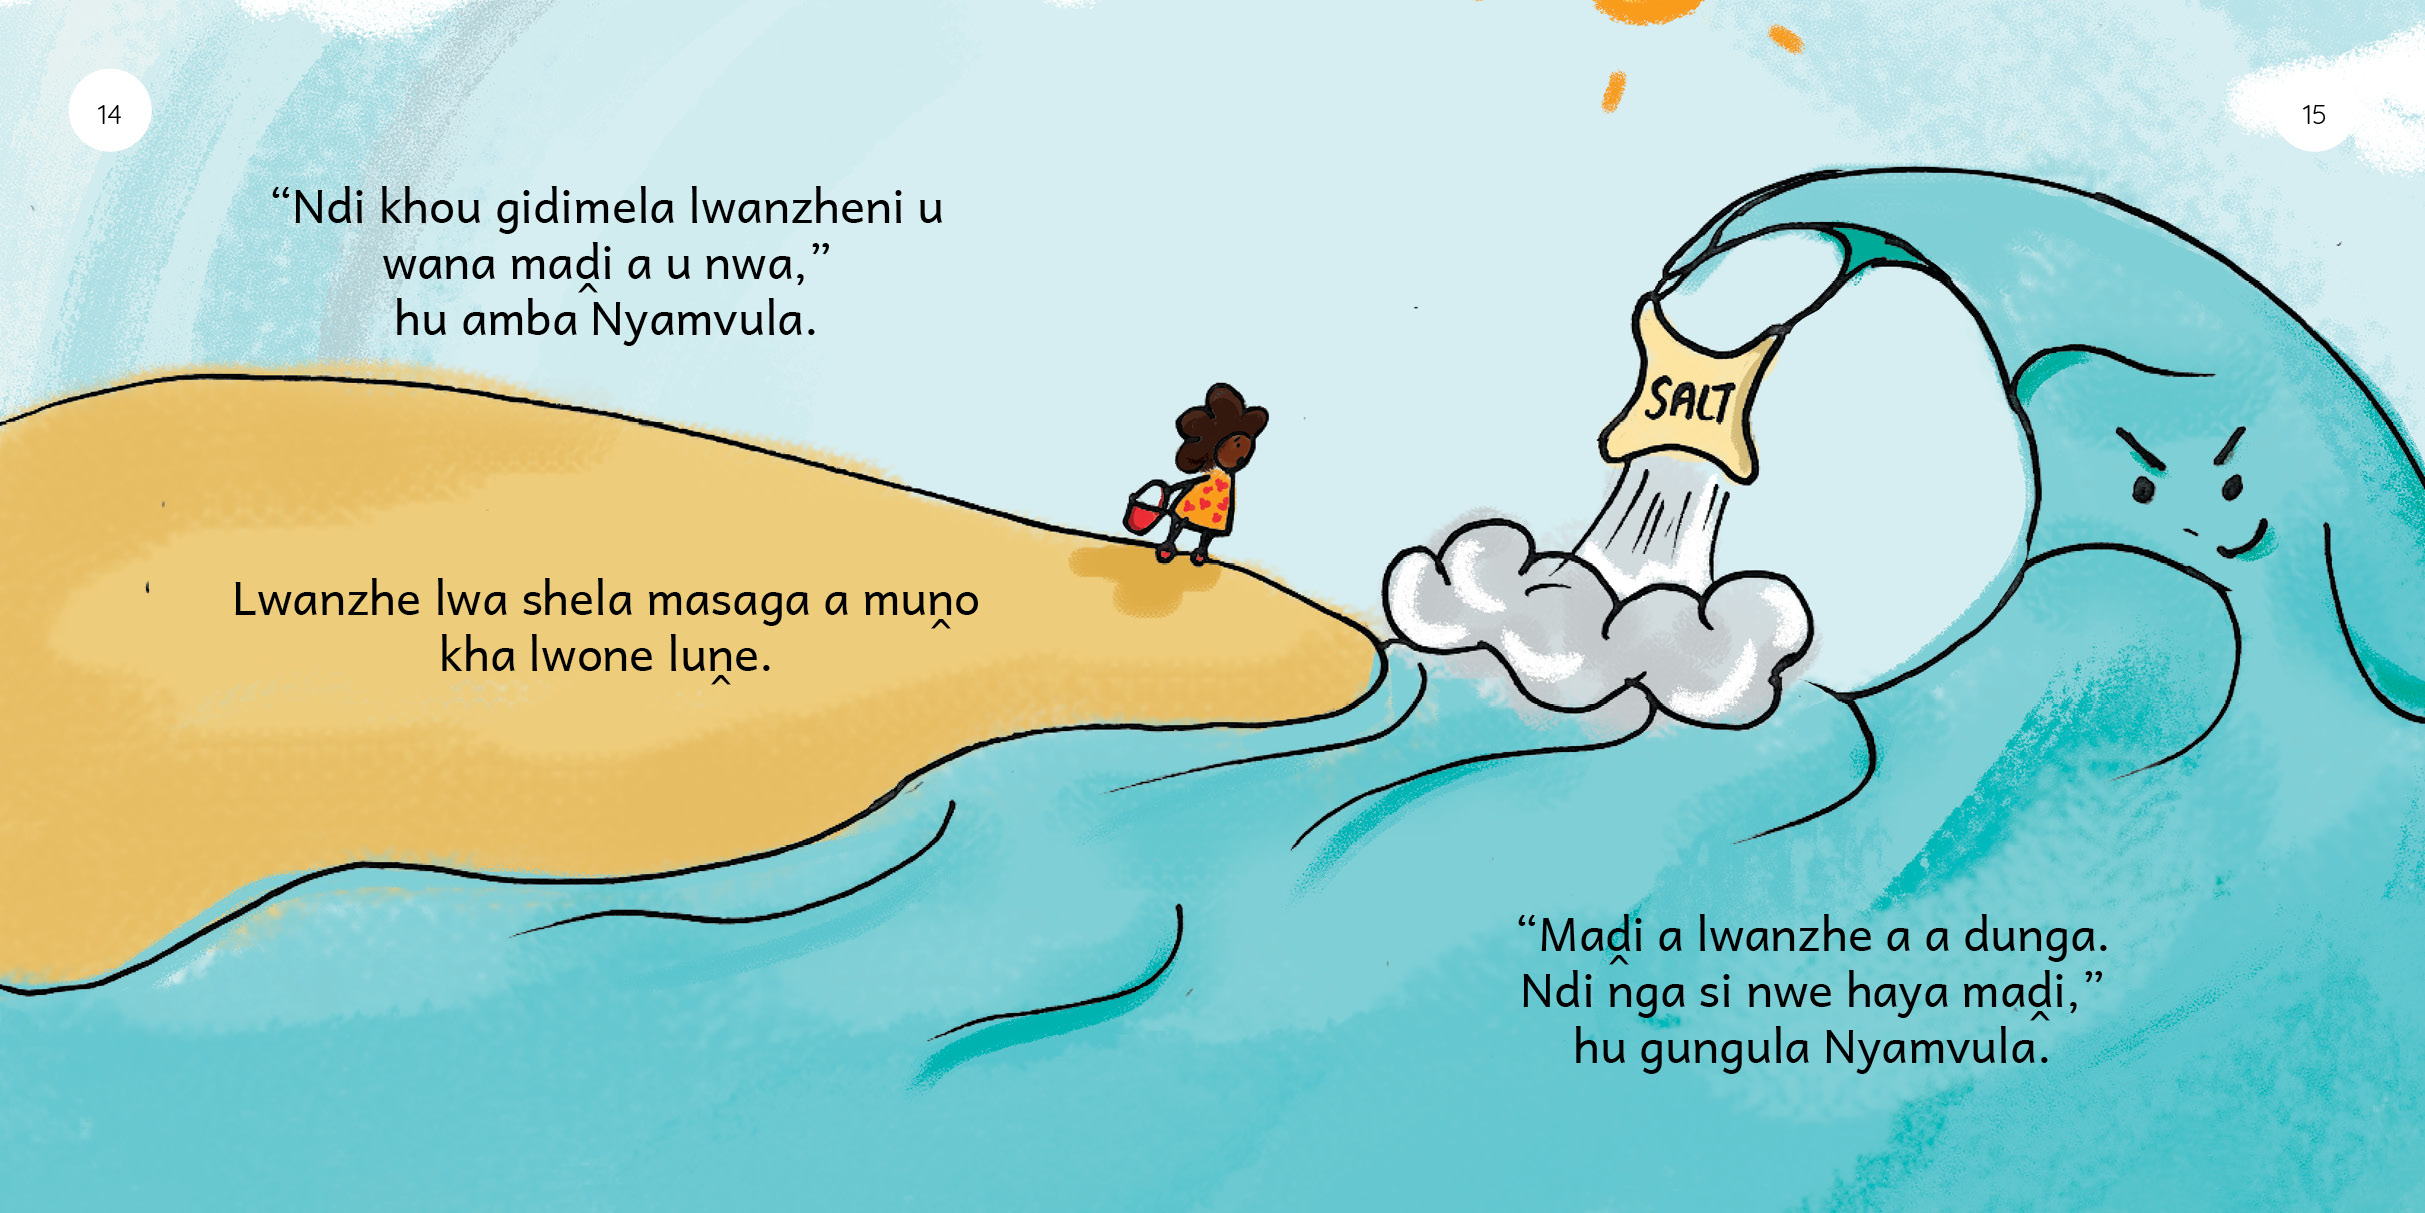 14
“Ndi khou gidimela lwanzheni u
wana maḓi a u nwa,”
hu amba Nyamvula.
Lwanzhe lwa shela masaga a muṋo
kha lwone luṋe.
15
SALT
“Maḓi a lwanzhe a a dunga.
Ndi nga si nwe haya maḓi,”
hu gungula Nyamvula.